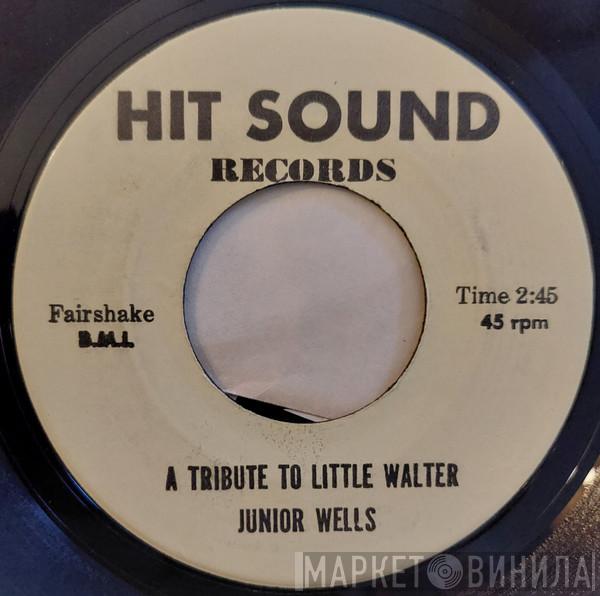 HIT SOUND
RECORDS
Fairshake
B.M.I.
Time 2:45
45 rpm
A TRIBUTE TO LITTLE WALTER
JUNIOR WELLS
МАРКЕТ ВИНИЛА